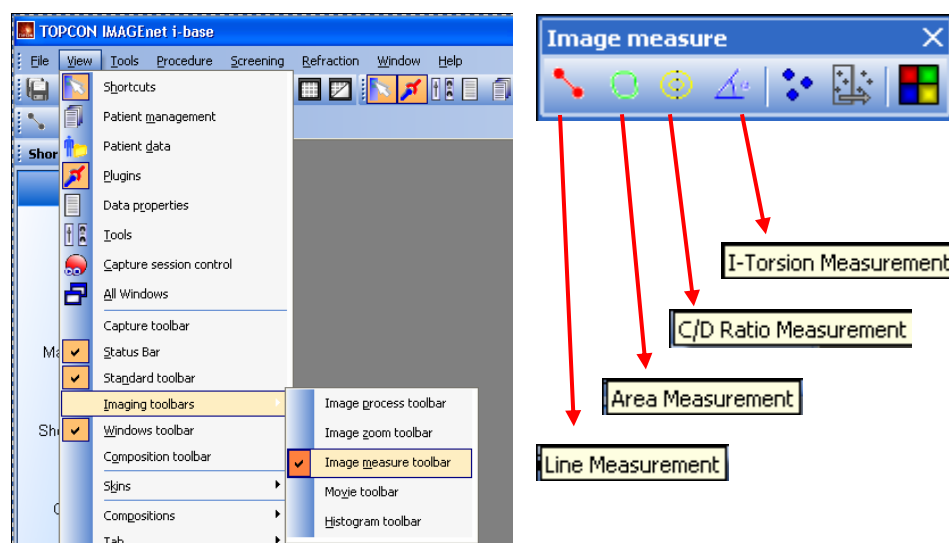 TOPCON IMAGEnet i-base
File View Tools Procedure Screening Refraction Window Help
Shortcuts
Patient management
Patient data
Plugins
Data properties
Tools
Capture session control
All Windows
Capture toolbar
Status Bar
Standard toolbar
Imaging toolbars
Windows toolbar
Composition toolbar
Skins
Compositions
Tab
Shor
Image process toolbar
Image zoom toolbar
Image measure toolbar
Movie toolbar
Histogram toolbar
Image measure
I-Torsion Measurement
C/D Ratio Measurement
Area Measurement
Line Measurement